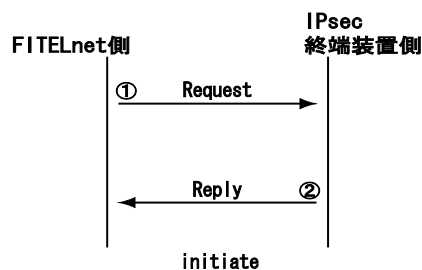 IPsec
FITELnet側
終端装置側
① Request
Reply ②
initiate